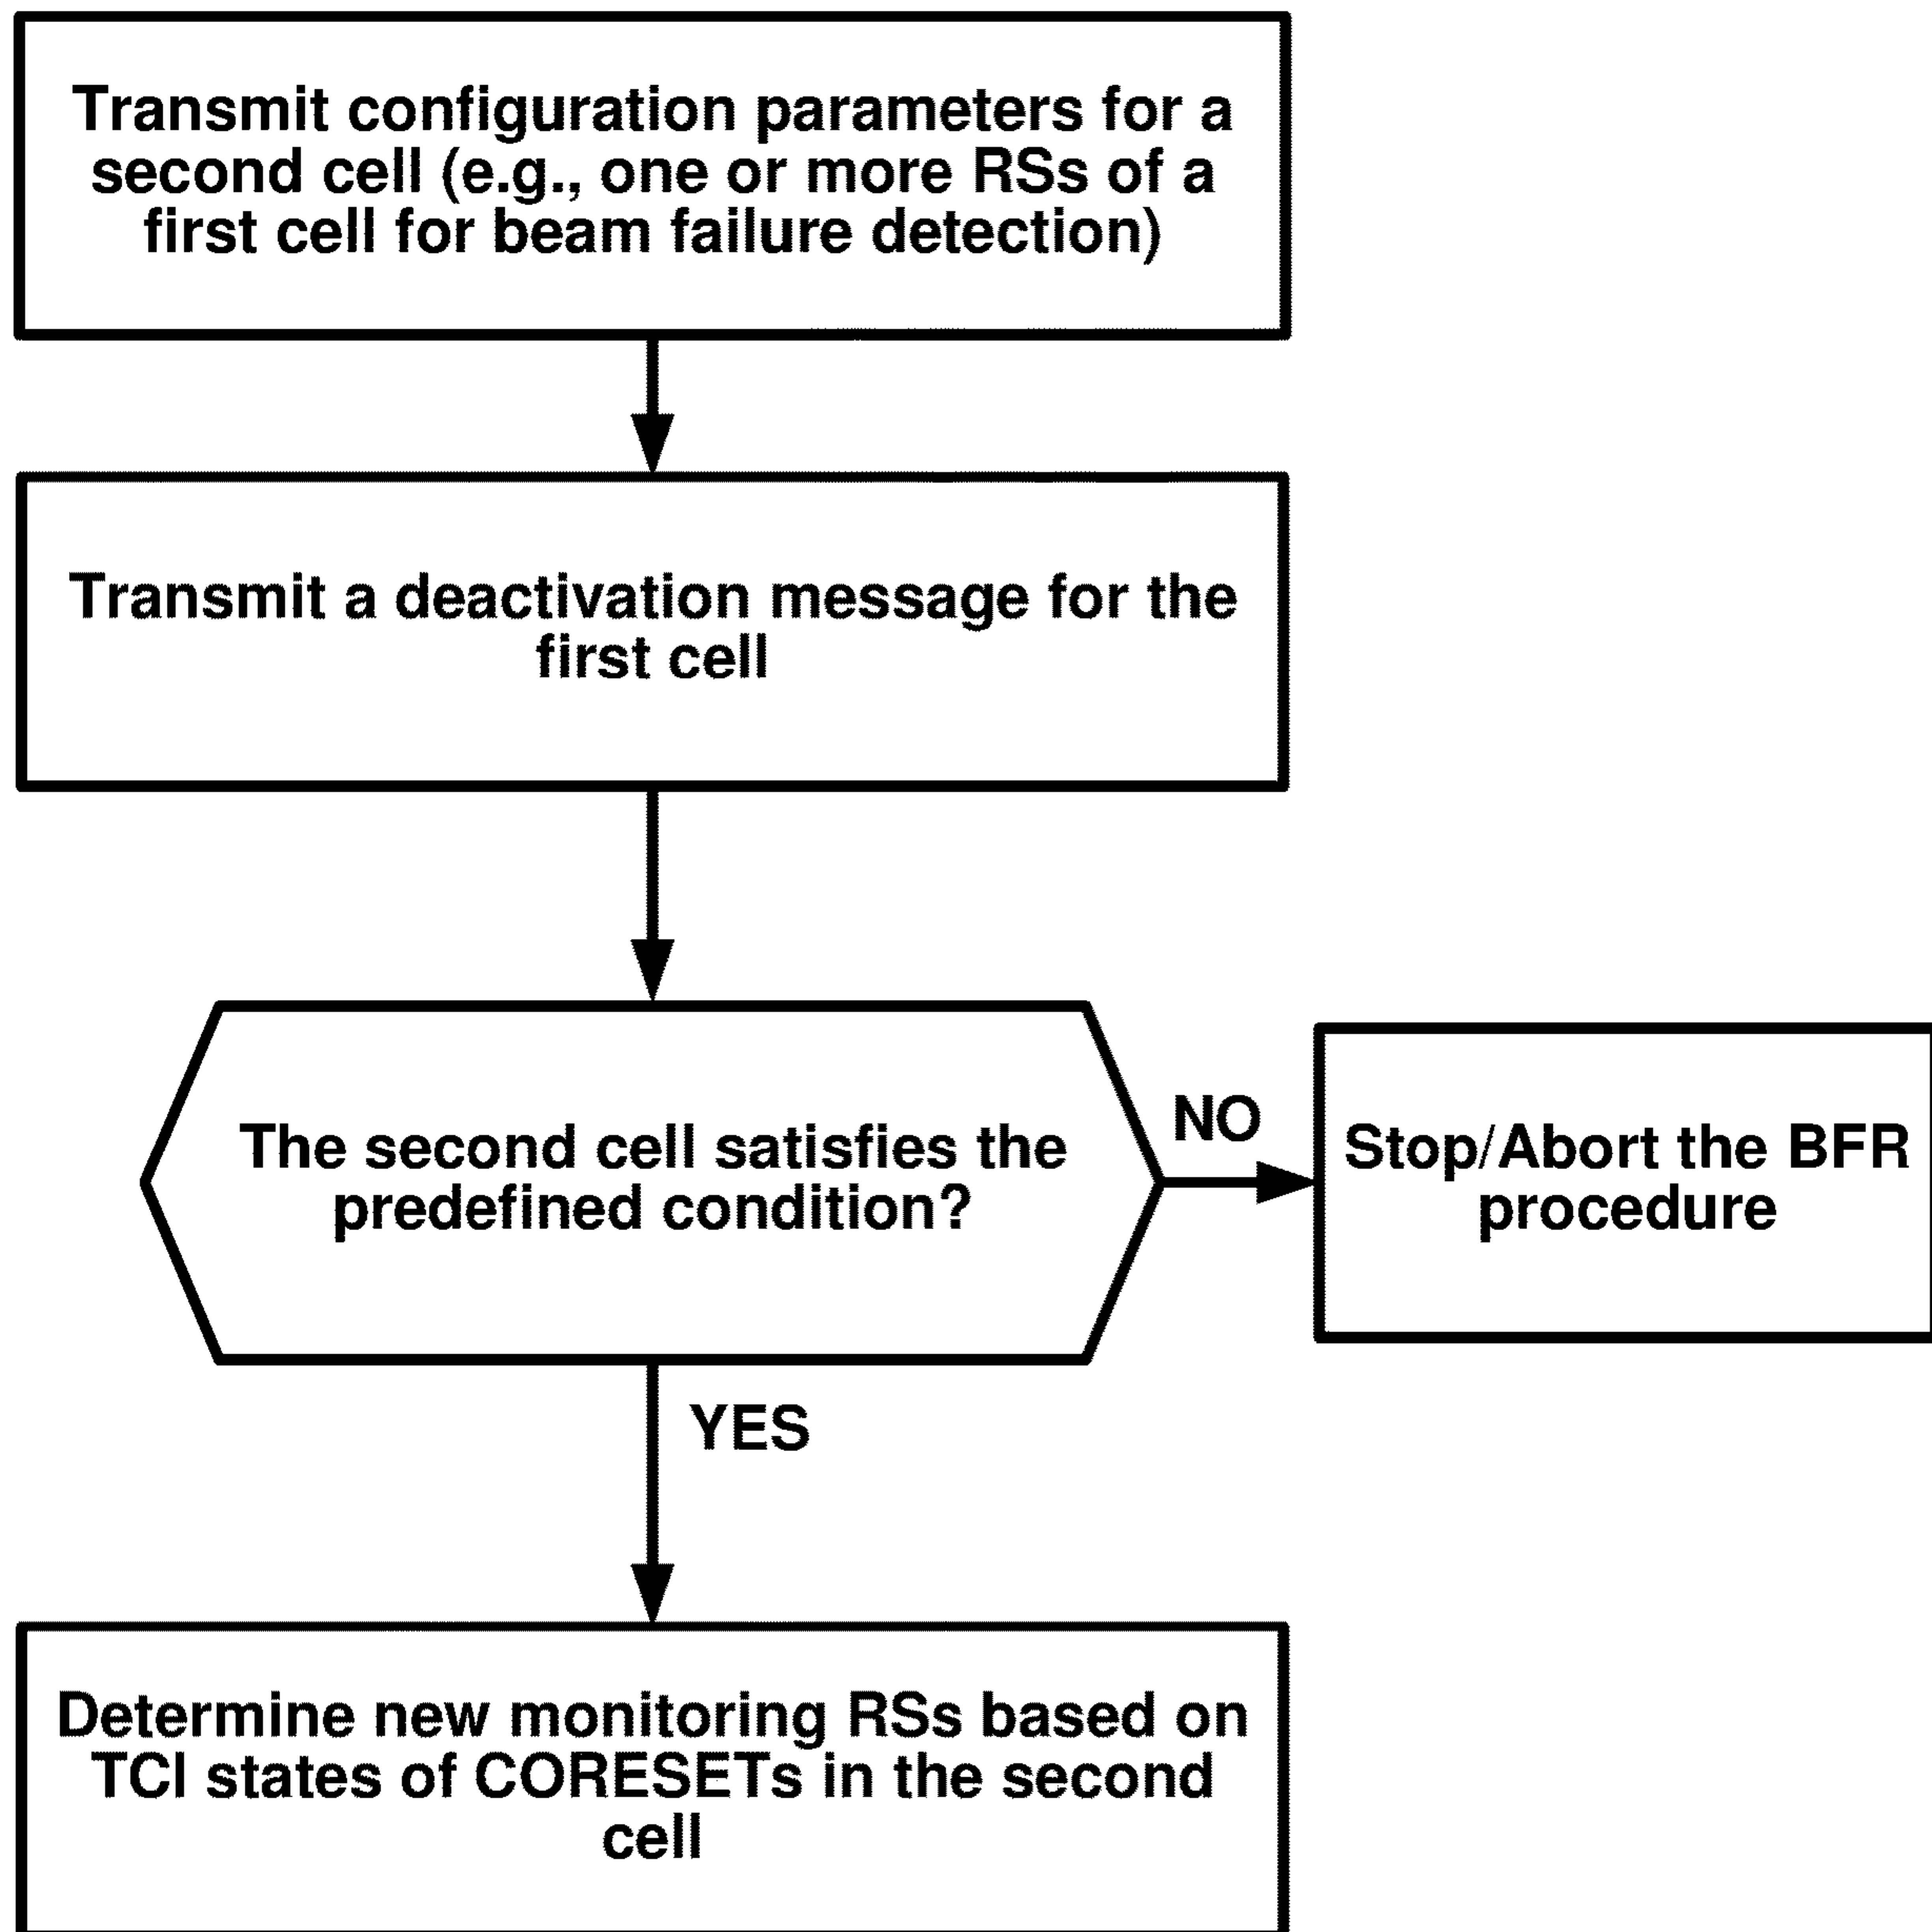 Transmit configuration parameters for a
second cell (e.g., one or more RSs of a
first cell for beam failure detection)
Transmit a deactivation message for the
first cell
The second cell satisfies the
predefined condition?
NO
Stop/Abort the BFR
procedure
YES
Determine new monitoring RSs based on
TCI states of CORESETs in the second
cell